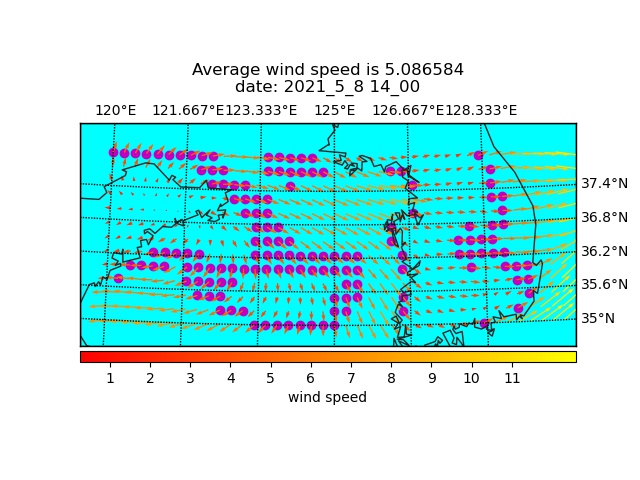 Average wind speed is 5.086584
date: 2021_5_8 14_00
120°E 121.667°E 123.333°E 125°E 126.667°E 128.333°E
37.4°N
36.8°N
36.2°N
35.6°N
35°N
1 2 3 4 5 6 7 8 9 10 11
wind speed